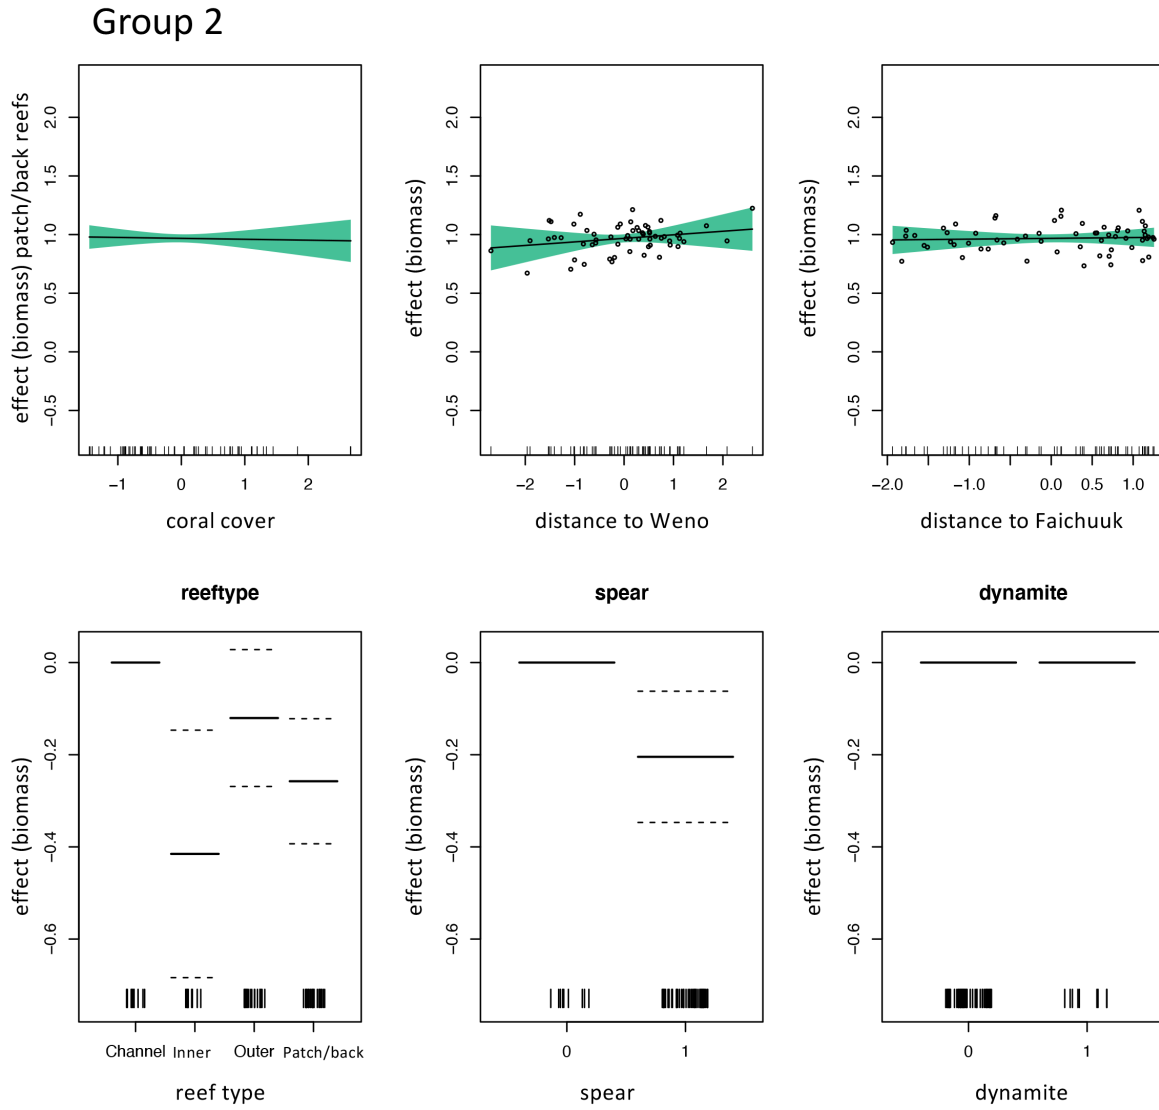 Group 2
effect (biomass) patch/back reefs
2.0
1.5
1.0
0.5
0.0
−0.5
−1 0 1 2
coral cover
effect (biomass)
2.0
1.5
1.0
0.5
0.0
−0.5
−2 −1 0 1 2
distance to Weno
effect (biomass)
2.0
1.5
1.0
0.5
0.0
−0.5
−2.0 −1.0 0.0 0.5 1.0
distance to Faichuuk
reeftype
effect (biomass)
0.0
−0.2
−0.4
−0.6
Channel Inner Outer Patch/back
reef type
spear
effect (biomass)
0.0
−0.2
−0.4
−0.6
0 1
spear
dynamite
effect (biomass)
0.0
−0.2
−0.4
−0.6
0 1
dynamite